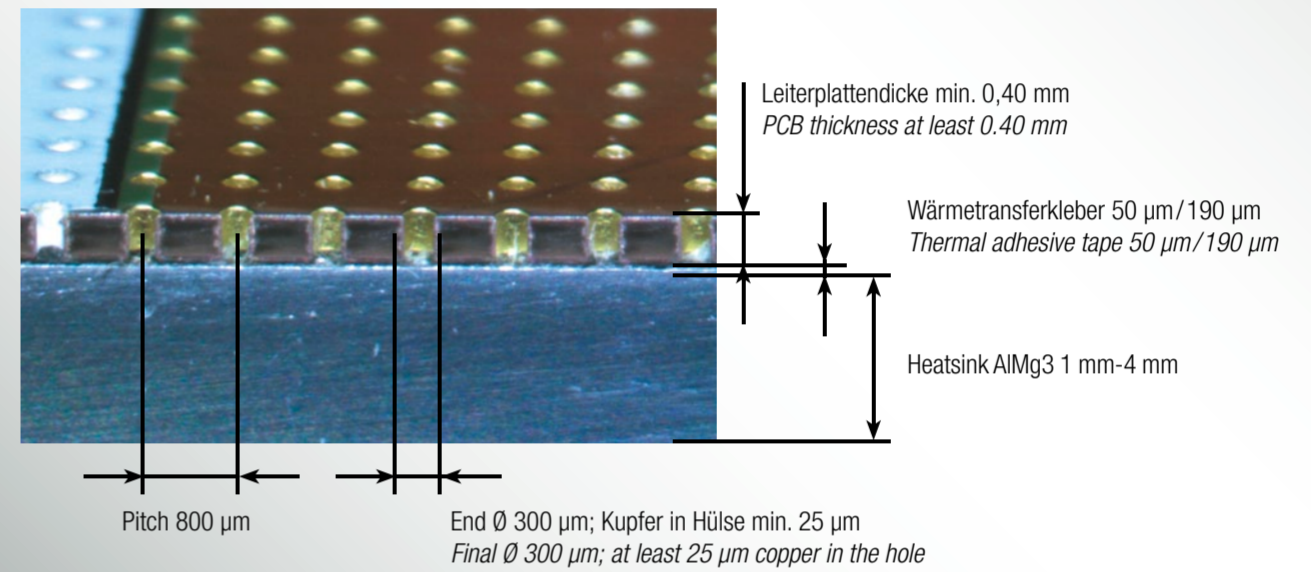 Leiterplattendicke min. 0,40 mm
PCB thickness at least 0.40 mm
Wärmetransferkleber 50 µm/190 µm
Thermal adhesive tape 50 µm/190 µm
Heatsink AlMg3 1 mm-4 mm
Pitch 800 µm
End Ø 300 µm; Kupfer in Hülse min. 25 µm
Final Ø 300 µm; at least 25 µm copper in the hole